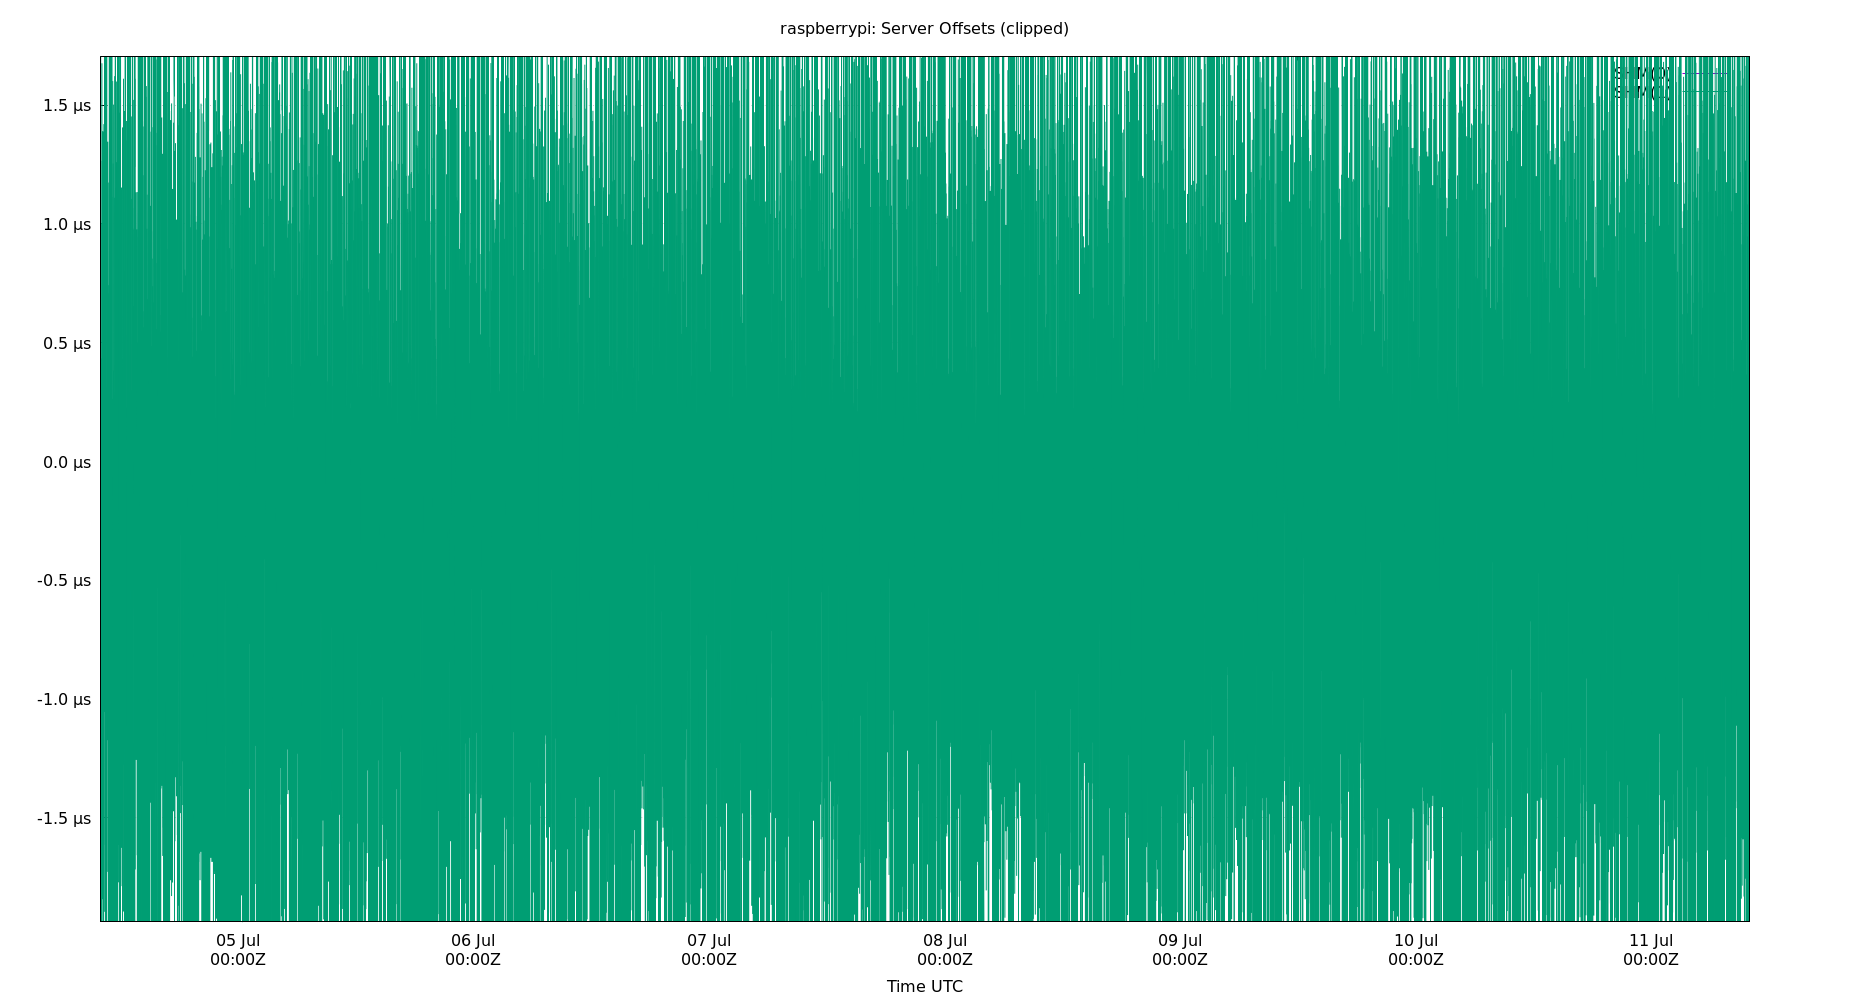 raspberrypi: Server Offsets (clipped)
SHM(0)
1.5 µs
1.0 µs
0.5 µs
0.0 µs
-0.5 µs
-1.0 µs
-1.5 µs
05 Jul 06 Jul 07 Jul 08 Jul 09 Jul 10 Jul 11 Jul
00:00Z 00:00Z 00:00Z 00:00Z 00:00Z 00:00Z 00:00Z
Time UTC